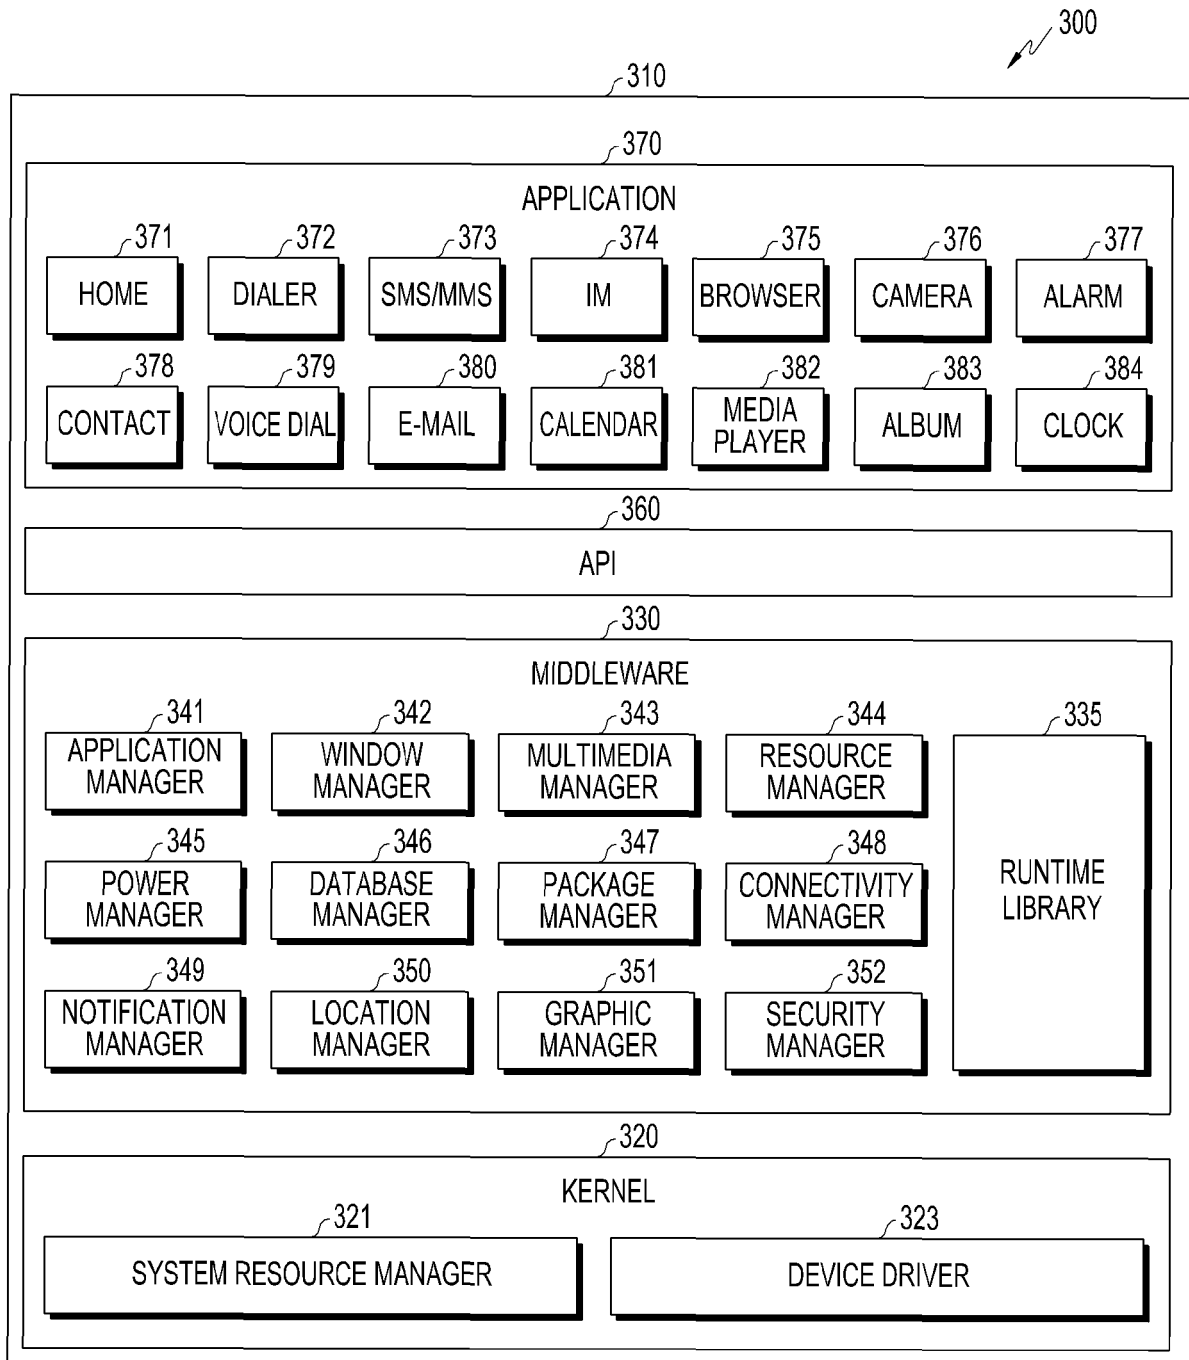 300
310
370
APPLICATION
371 372 373 374 375 376 377
HOME DIALER SMS/MMS IM BROWSER CAMERA ALARM
378 379 380 381 382 383 384
CONTACT VOICE DIAL E-MAIL CALENDAR MEDIA PLAYER ALBUM CLOCK
360
API
330
MIDDLEWARE
341 342 343 344 335
APPLICATION MANAGER WINDOW MANAGER MULTIMEDIA MANAGER RESOURCE MANAGER
345 346 347 348
POWER MANAGER DATABASE MANAGER PACKAGE MANAGER CONNECTIVITY MANAGER RUNTIME LIBRARY
349 350 351 352
NOTIFICATION MANAGER LOCATION MANAGER GRAPHIC MANAGER SECURITY MANAGER
320
KERNEL
321 323
SYSTEM RESOURCE MANAGER DEVICE DRIVER